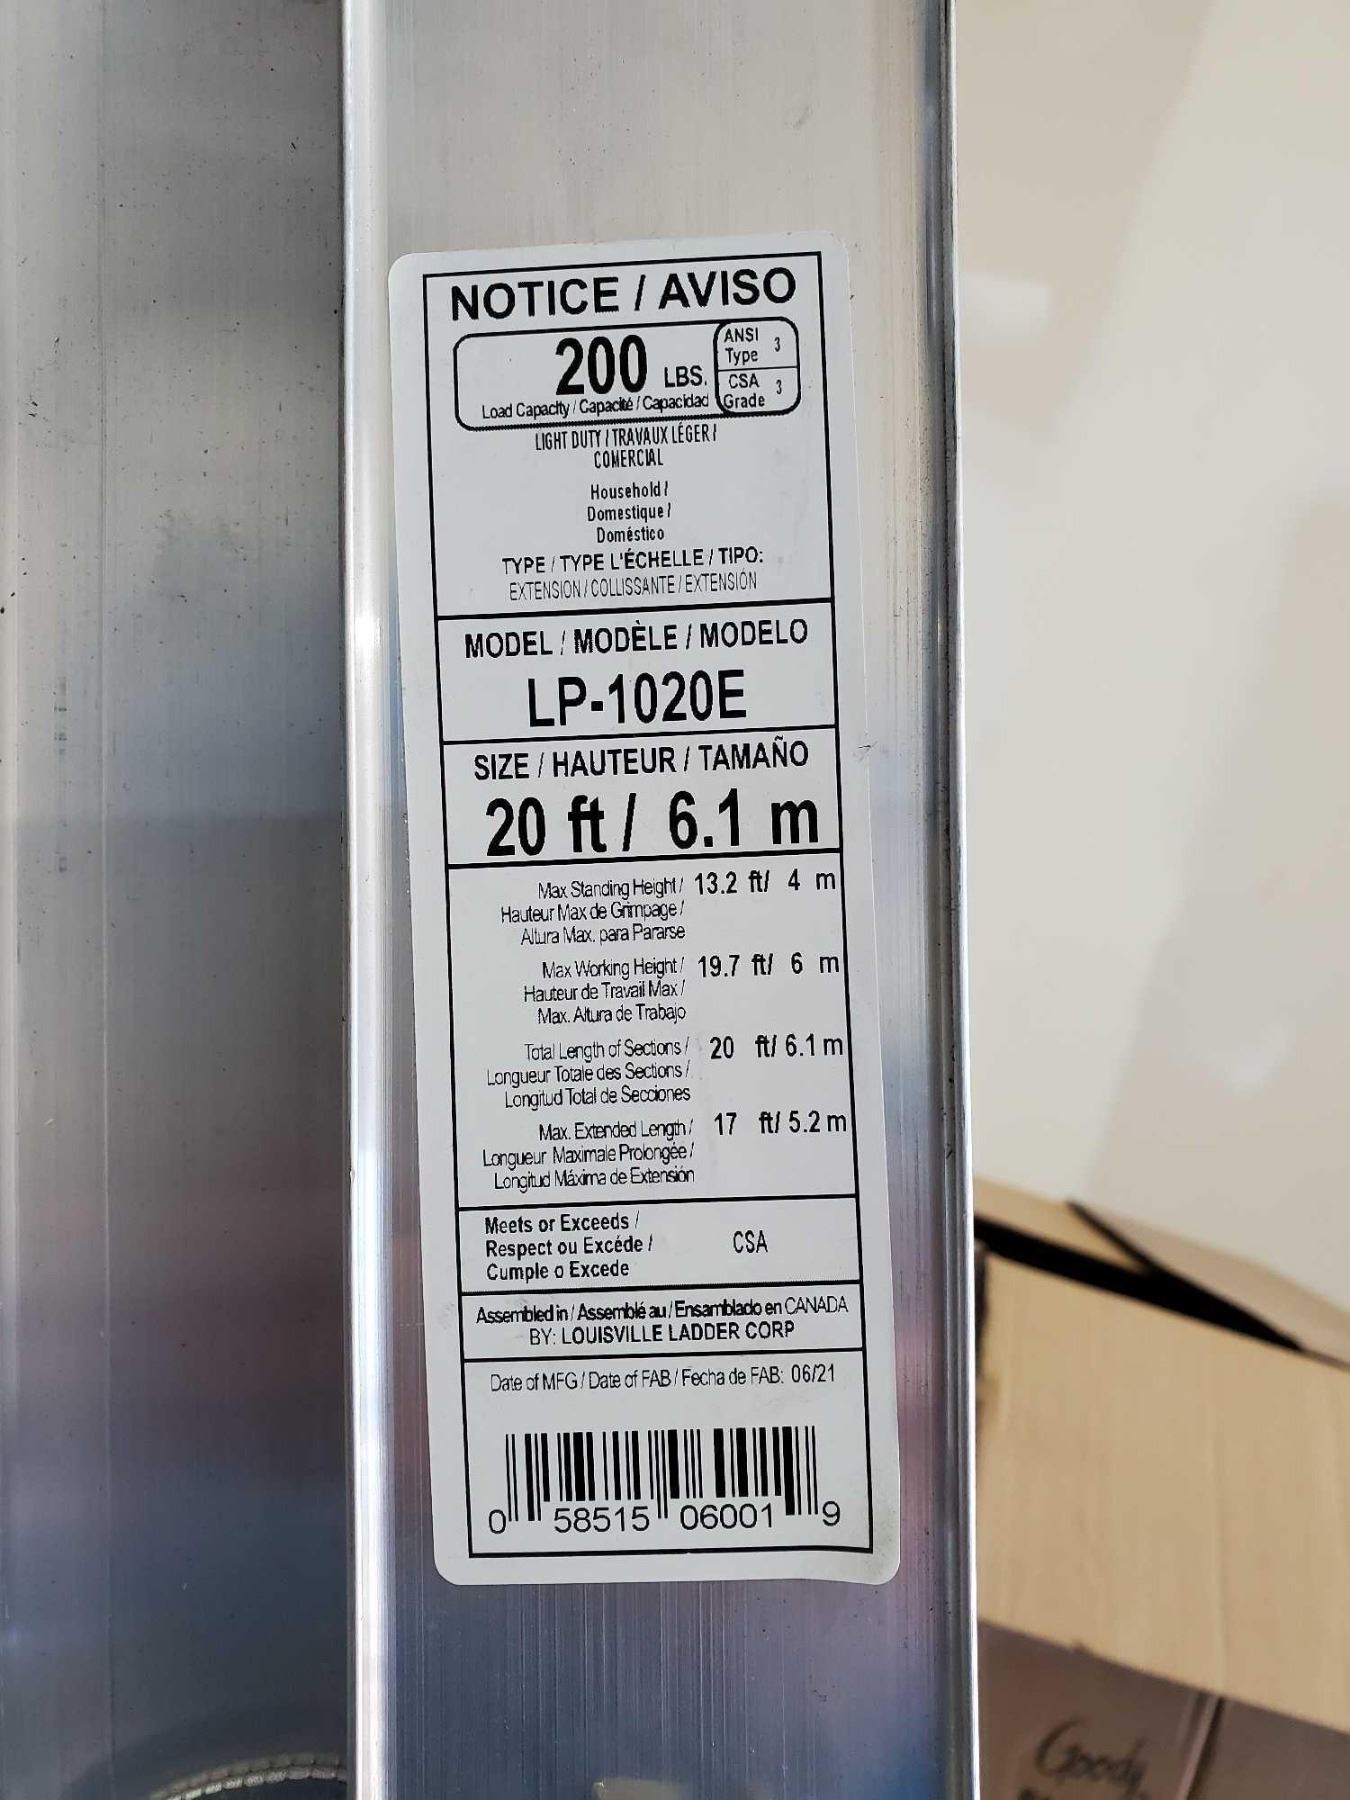 NOTICE / AVISO
200 LBS.
Load Capacity / Capacité / Capacidad
ANSI
Type 3
CSA
Grade 3
LIGHT DUTY / TRAVAUX LÉGER /
COMERCIAL
Household /
Domestique /
Doméstico
TYPE / TYPE L'ÉCHELLE / TIPO:
EXTENSION / COLLISSANTE / EXTENSIÓN
MODEL / MODÈLE / MODELO
LP-1020E
SIZE / HAUTEUR / TAMAÑO
20 ft / 6.1 m
Max Standing Height / 13.2 ft/ 4 m
Hauteur Max de Grimpage /
Altura Max. para Pararse
Max Working Height / 19.7 ft/ 6 m
Hauteur de Travail Max /
Max. Altura de Trabajo
Total Length of Sections / 20 ft/ 6.1 m
Longueur Totale des Sections /
Longitud Total de Secciones
Max. Extended Length / 17 ft/ 5.2 m
Longueur Maximale Prolongée /
Longitud Máxima de Extensión
Meets or Exceeds /
Respect ou Excéde / CSA
Cumple o Excede
Assembled in / Assemblé au / Ensamblado en CANADA
BY: LOUISVILLE LADDER CORP
Date of MFG / Date of FAB / Fecha de FAB: 06/21
0 58515 06001 9
Goody